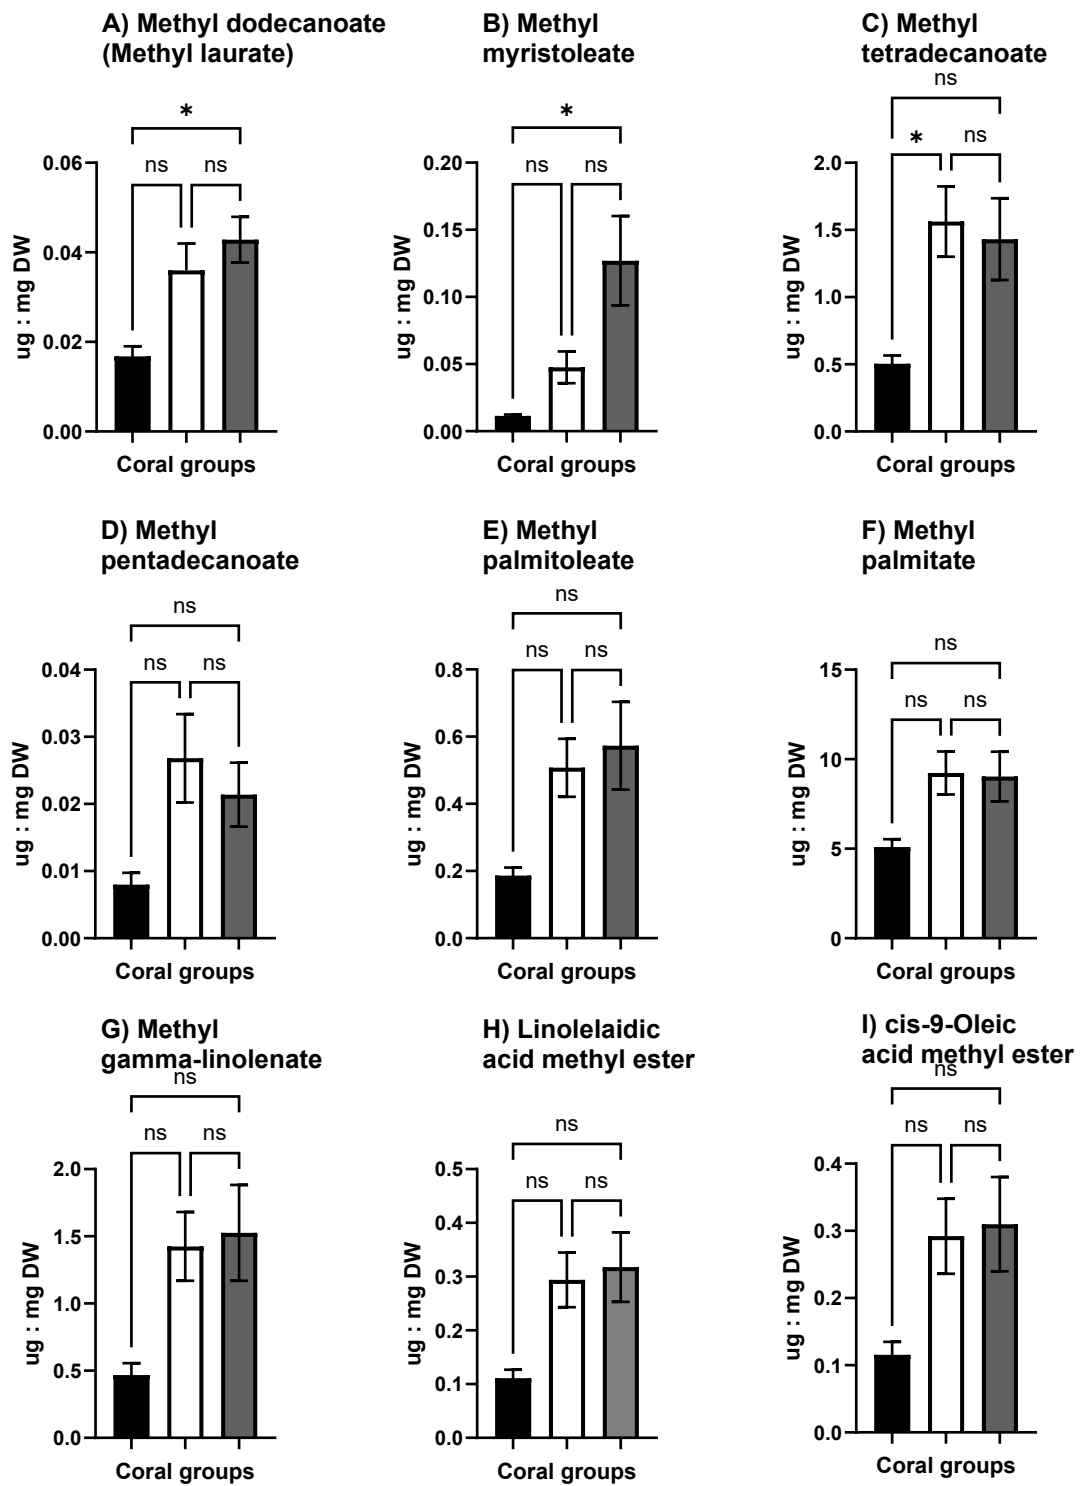 A) Methyl dodecanoate
(Methyl laurate)
*
ns ns
0.06
0.04
0.02
0.00
ug : mg DW
Coral groups
B) Methyl
myristoleate
*
ns ns
0.20
0.15
0.10
0.05
0.00
ug : mg DW
Coral groups
C) Methyl
tetradecanoate
ns
* ns
2.0
1.5
1.0
0.5
0.0
ug : mg DW
Coral groups
D) Methyl
pentadecanoate
ns
ns ns
0.04
0.03
0.02
0.01
0.00
ug : mg DW
Coral groups
E) Methyl
palmitoleate
ns
ns ns
0.8
0.6
0.4
0.2
0.0
ug : mg DW
Coral groups
F) Methyl
palmitate
ns
ns ns
15
10
5
0
ug : mg DW
Coral groups
G) Methyl
gamma-linolenate
ns
ns ns
2.0
1.5
1.0
0.5
0.0
ug : mg DW
Coral groups
H) Linolelaidic
acid methyl ester
ns
ns ns
0.5
0.4
0.3
0.2
0.1
0.0
ug : mg DW
Coral groups
I) cis-9-Oleic
acid methyl ester
ns
ns ns
0.4
0.3
0.2
0.1
0.0
ug : mg DW
Coral groups